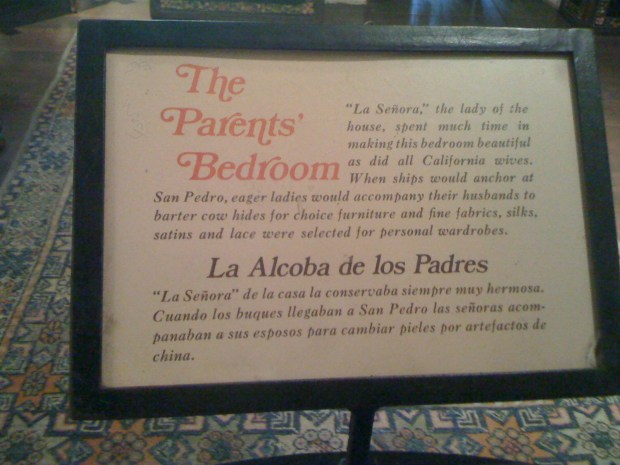 The
Parents'
Bedroom
"La Señora," the lady of the
house, spent much time in
making this bedroom beautiful
as did all California wives.
When ships would anchor at
San Pedro, eager ladies would accompany their husbands to
barter cow hides for choice furniture and fine fabrics, silks,
satins and lace were selected for personal wardrobes.
La Alcoba de los Padres
"La Señora" de la casa la conservaba siempre muy hermosa.
Cuando los buques llegaban a San Pedro las señoras acom-
panaban a sus esposos para cambiar pieles por artefactos de
china.